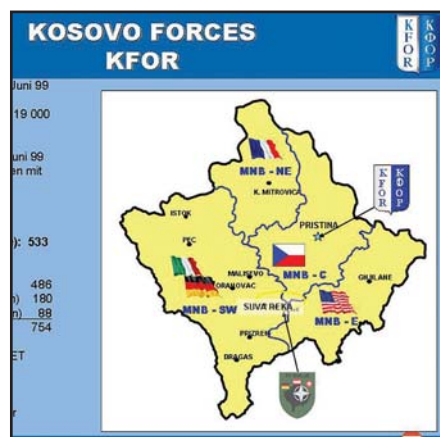 KOSOVO FORCES
KFOR
KFOR
КФОР
Juni 99
19 000
uni 99
en mit
): 533
486
n) 180
n) 88
754
ET
r
MNB - NE
K. MITROVICA
KFOR
КФОР
ISTOK
PRISTINA
PEC
MNB - C
MALISEVO
GNJILANE
ORAHOVAC
MNB - SW
SUVA REKA
MNB - E
PRIZREN
DRAGAS